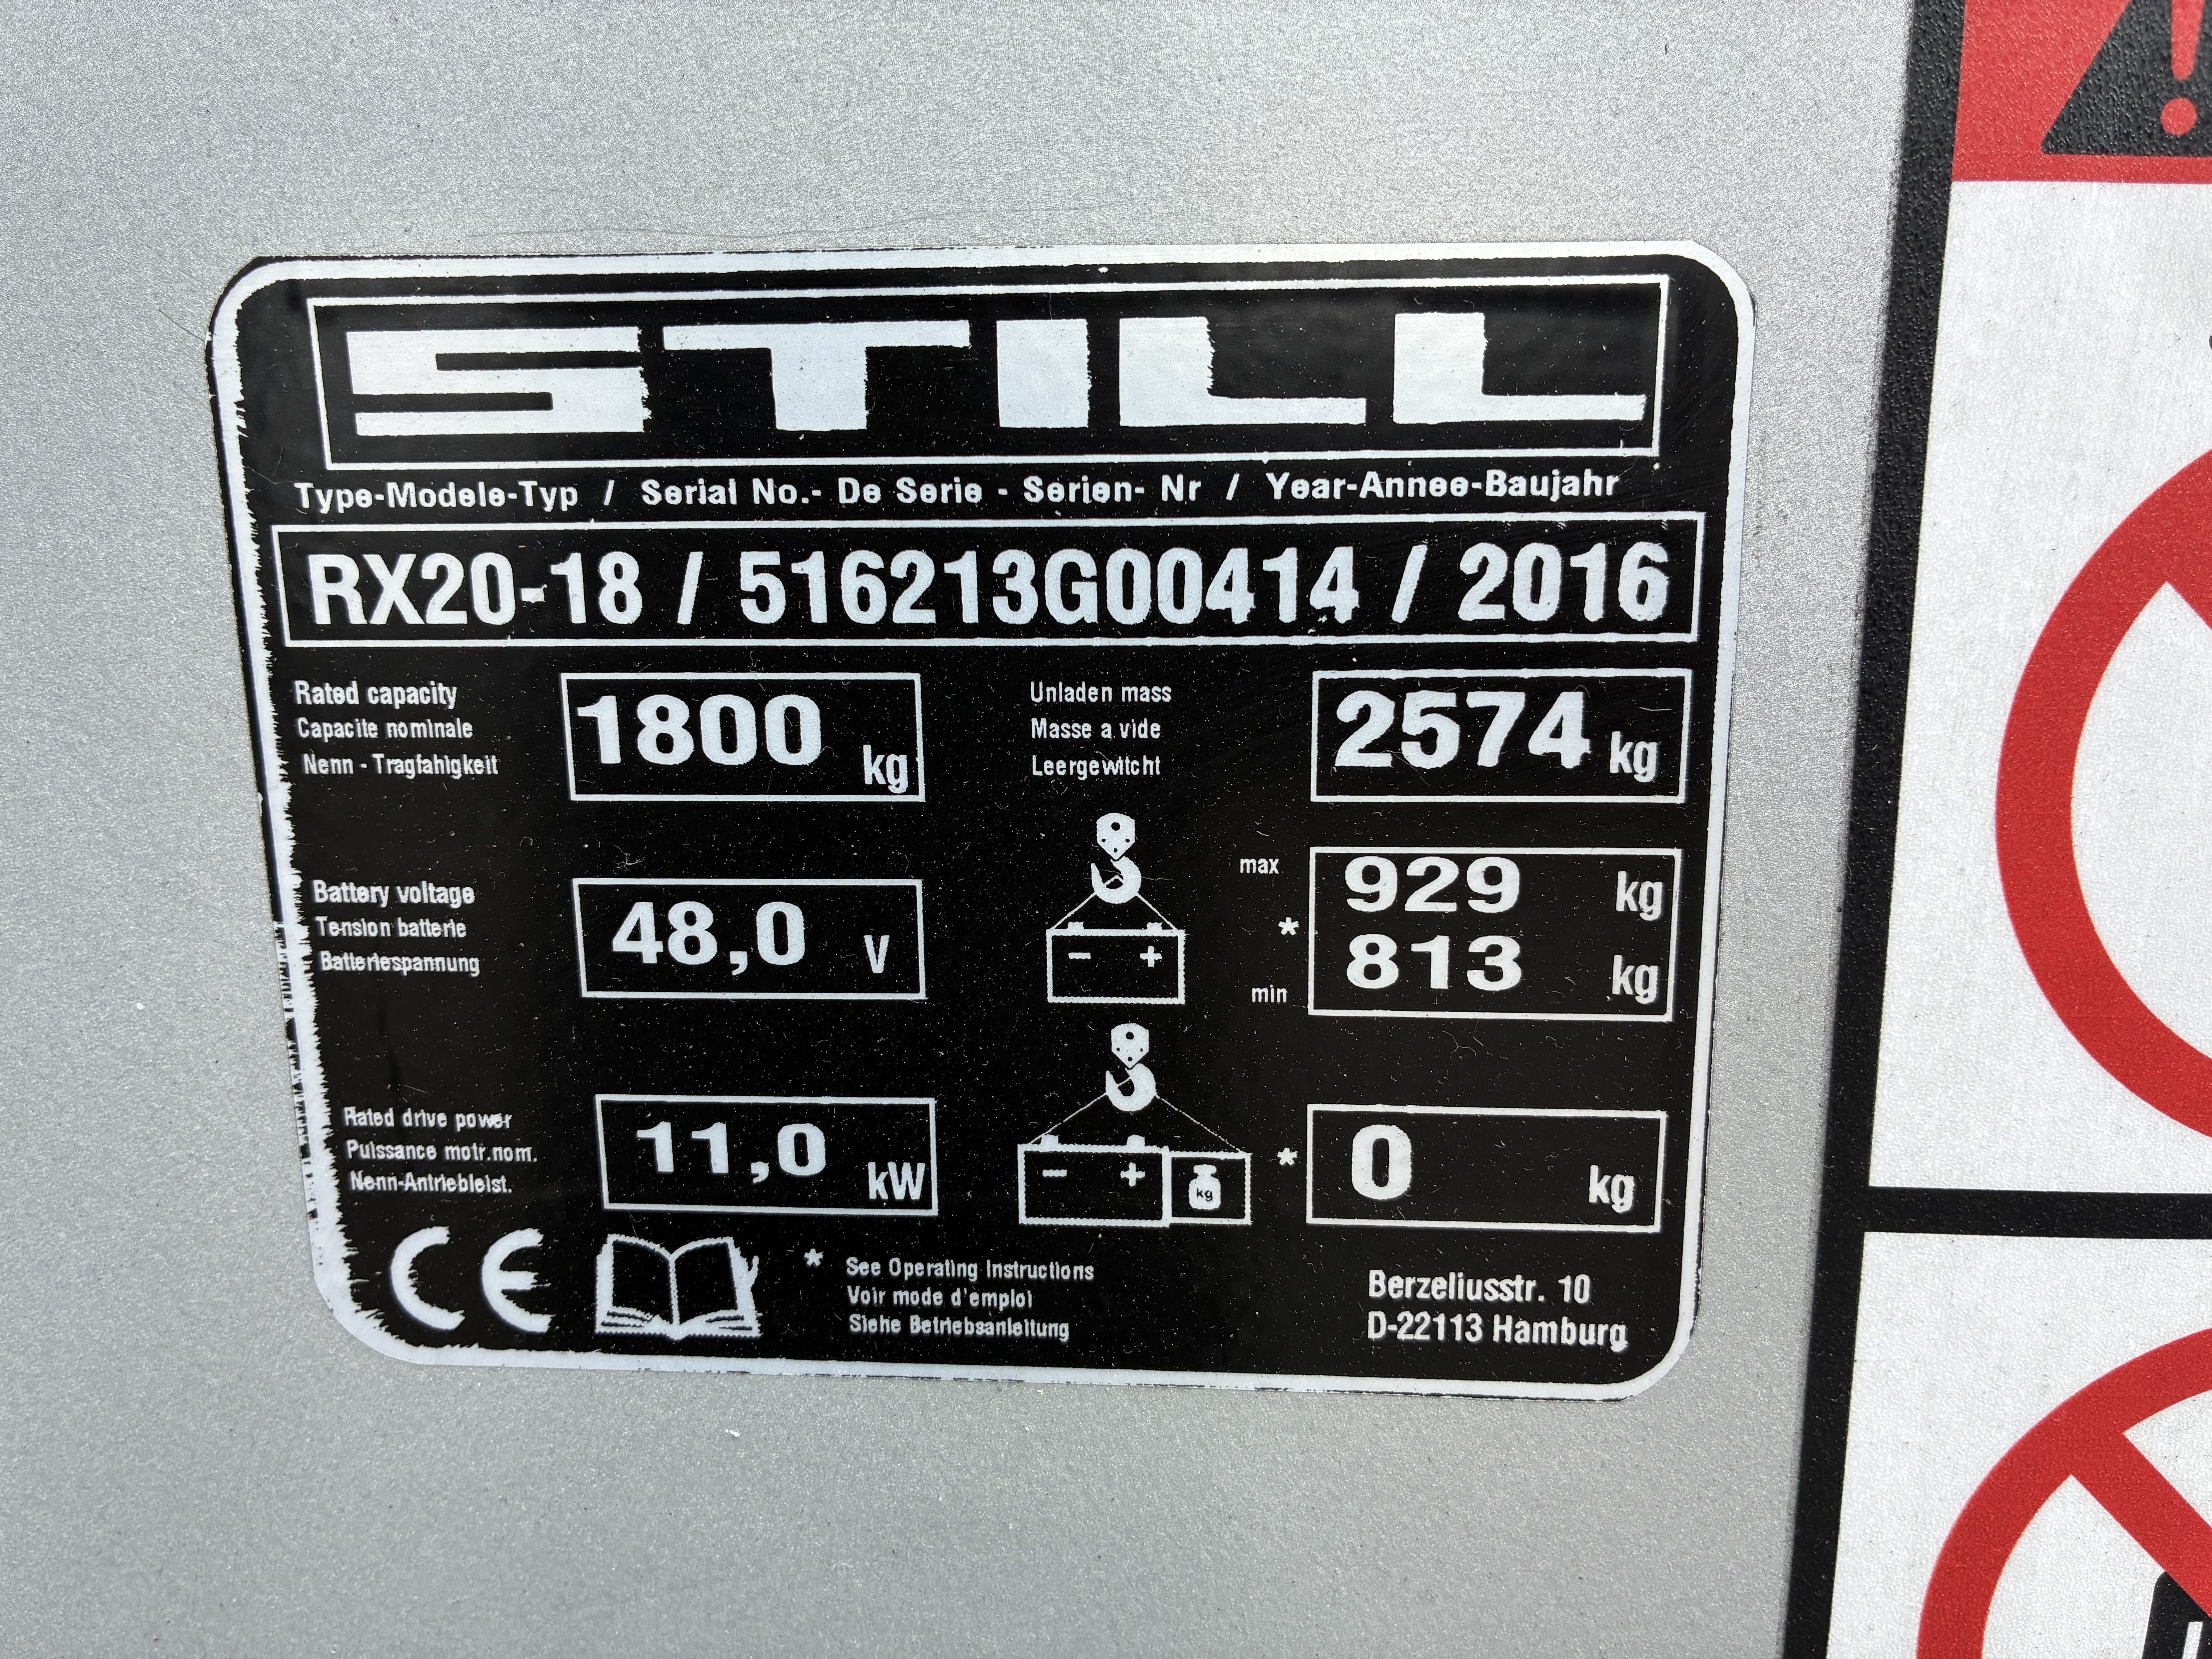 STILL
Type-Modele-Typ / Serial No.- De Serie - Serien- Nr / Year-Annee-Baujahr
RX20-18 / 516213G00414 / 2016
Rated capacity
Capacite nominale
Nenn - Tragfahigkeit
1800 kg
Unladen mass
Masse a vide
Leergewitcht
2574 kg
Battery voltage
Tension batterie
Batteriespannung
48,0 V
max
929 kg
*
813 kg
min
- +
Rated drive power
Puissance motr.nom.
Nenn-Antriebleist.
11,0 kW
- + kg
* 0 kg
CE
* See Operating Instructions
Voir mode d'emploi
Siehe Betriebsanleitung
Berzeliusstr. 10
D-22113 Hamburg